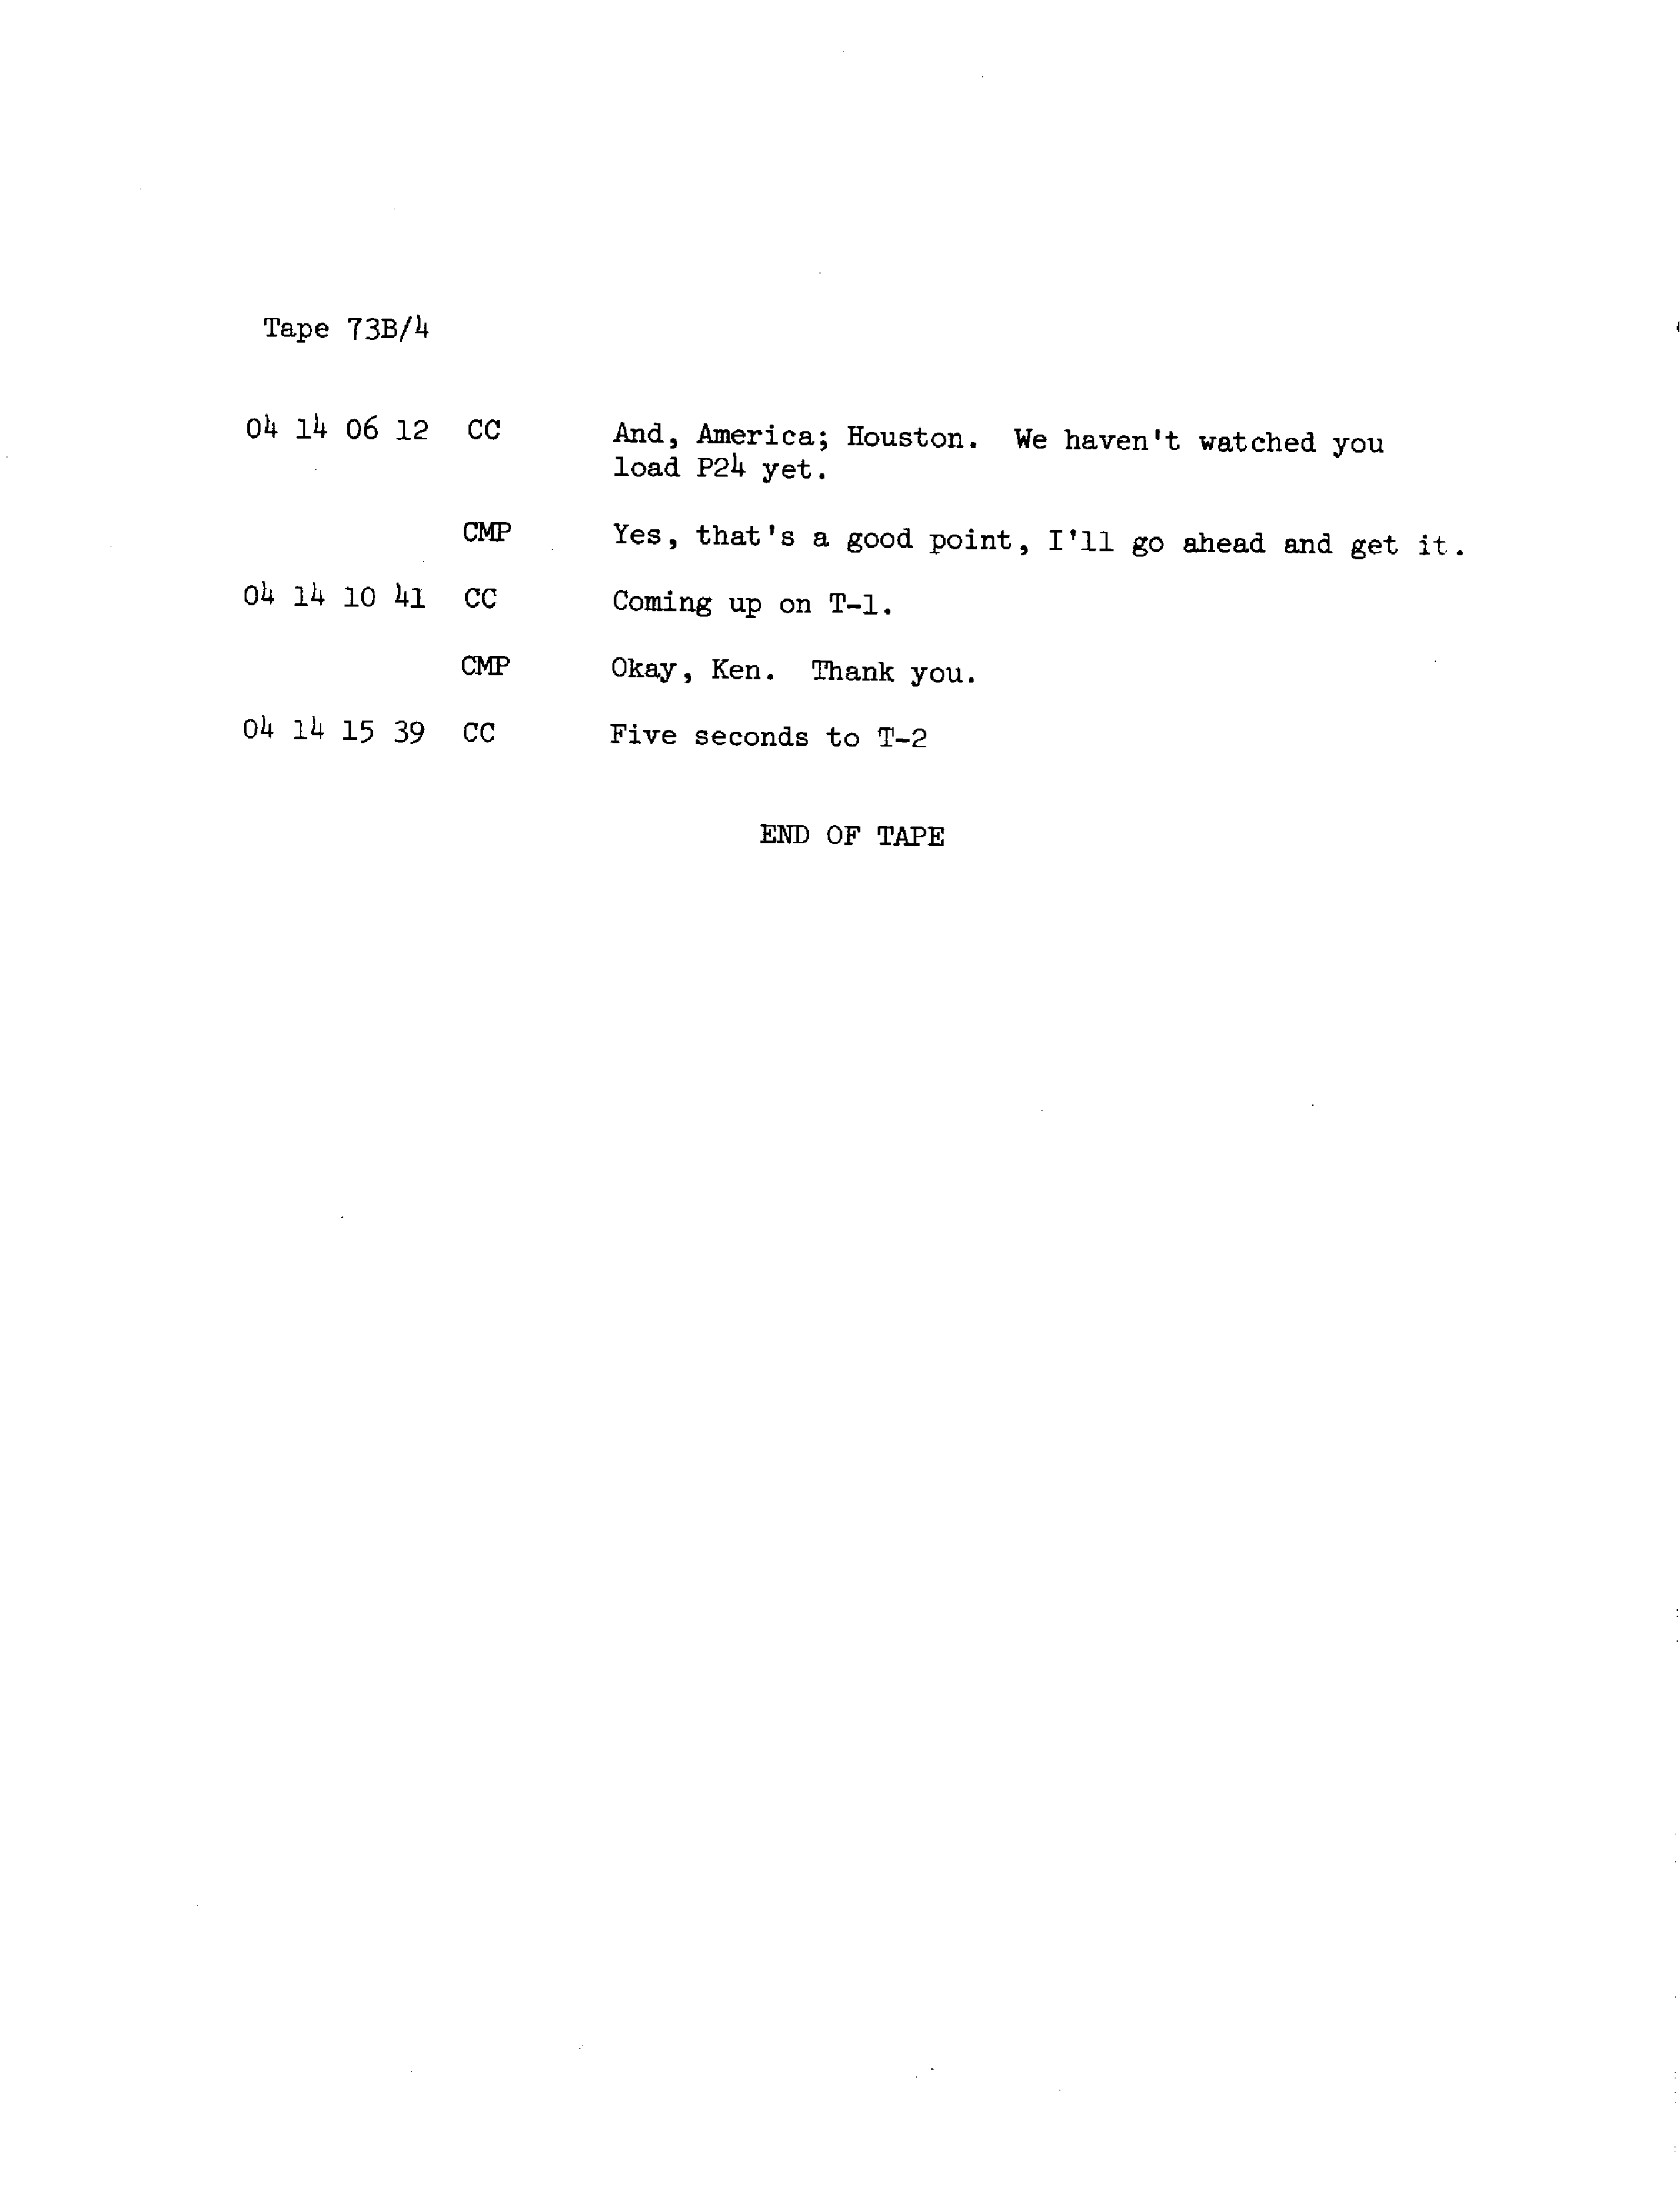 Tape 73B/4
04 14 06 12 CC And, America; Houston. We haven't watched you
load P24 yet.
CMP Yes, that's a good point, I'll go ahead and get it.
04 14 10 41 CC Coming up on T-1.
CMP Okay, Ken. Thank you.
04 14 15 39 CC Five seconds to T-2
END OF TAPE